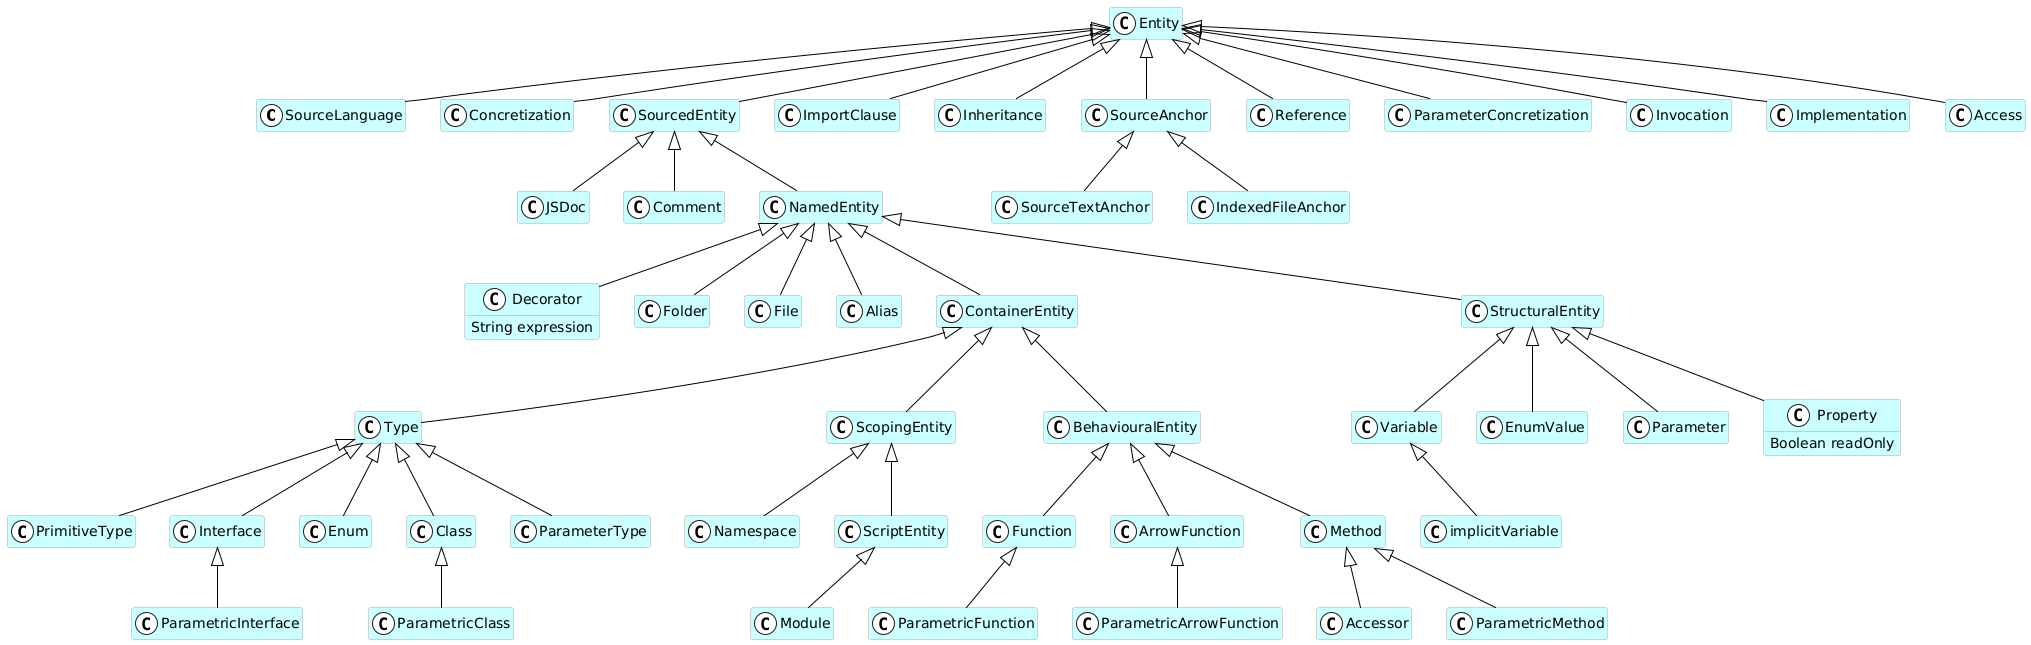 C Entity
C SourceLanguage
C Concretization
C SourcedEntity
C ImportClause
C Inheritance
C SourceAnchor
C Reference
C ParameterConcretization
C Invocation
C Implementation
C Access
C JSDoc
C Comment
C NamedEntity
C SourceTextAnchor
C IndexedFileAnchor
C Decorator
String expression
C Folder
C File
C Alias
C ContainerEntity
C StructuralEntity
C Type
C ScopingEntity
C BehaviouralEntity
C Variable
C EnumValue
C Parameter
C Property
Boolean readOnly
C PrimitiveType
C Interface
C Enum
C Class
C ParameterType
C Namespace
C ScriptEntity
C Function
C ArrowFunction
C Method
C implicitVariable
C ParametricInterface
C ParametricClass
C Module
C ParametricFunction
C ParametricArrowFunction
C Accessor
C ParametricMethod